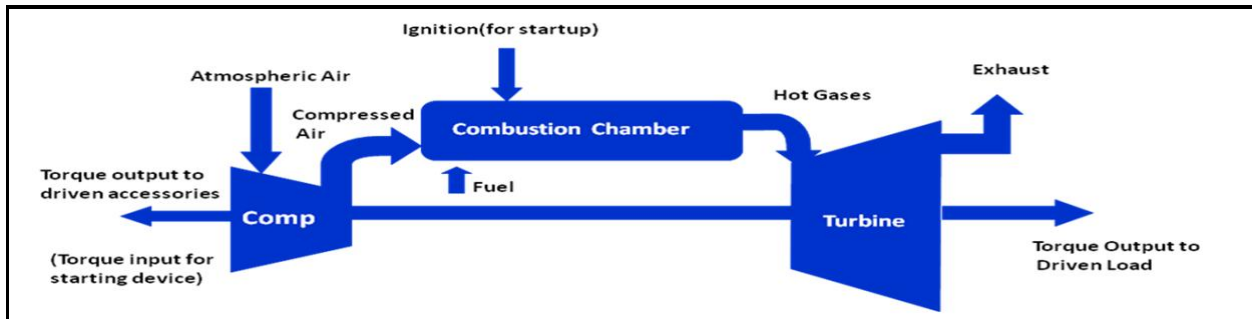 Ignition(for startup)
Atmospheric Air
Exhaust
Hot Gases
Compressed
Air
Combustion Chamber
Torque output to
driven accessories
Fuel
Comp
Turbine
(Torque input for
starting device)
Torque Output to
Driven Load